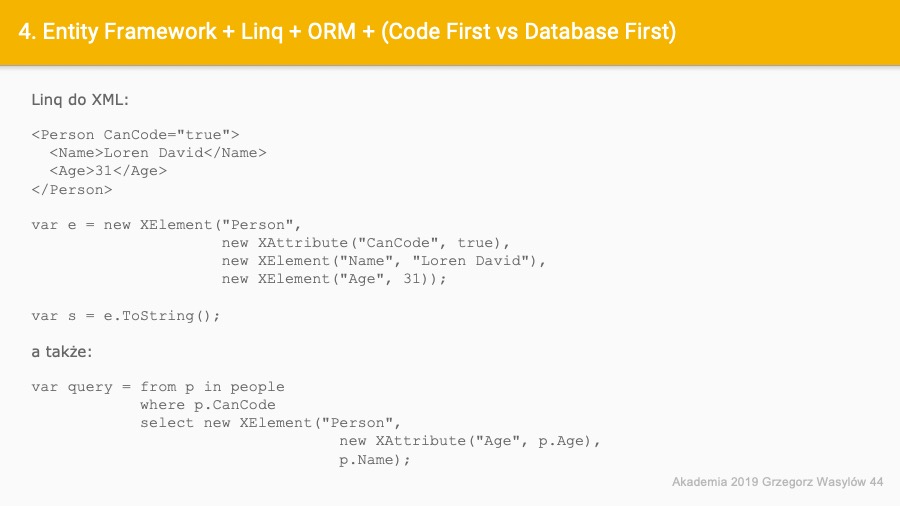 4. Entity Framework + Linq + ORM + (Code First vs Database First)
Linq do XML:
<Person CanCode="true">
  <Name>Loren David</Name>
  <Age>31</Age>
</Person>
var e = new XElement("Person",
                     new XAttribute("CanCode", true),
                     new XElement("Name", "Loren David"),
                     new XElement("Age", 31));
var s = e.ToString();
a także:
var query = from p in people
            where p.CanCode
            select new XElement("Person",
                                  new XAttribute("Age", p.Age),
                                  p.Name);
Akademia 2019 Grzegorz Wasylów 44